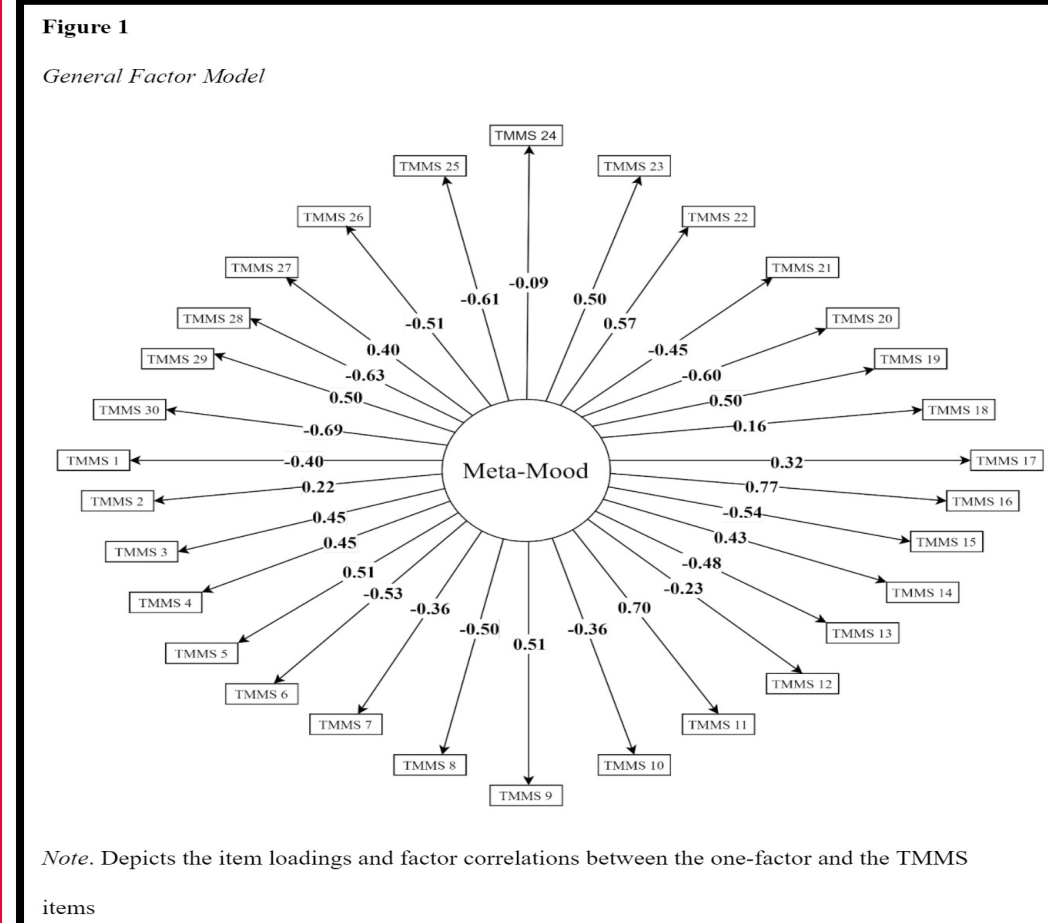 Figure 1
General Factor Model
TMMS 24
TMMS 25
TMMS 23
TMMS 26
TMMS 22
TMMS 27
TMMS 21
-0.09
-0.61
0.50
TMMS 28
-0.51
0.57
TMMS 20
TMMS 29
0.40
-0.45
TMMS 19
-0.63
-0.60
0.50
0.50
TMMS 30
TMMS 18
-0.69
0.16
TMMS 1
-0.40
Meta-Mood
0.32
TMMS 17
TMMS 2
0.22
0.77
TMMS 16
0.45
-0.54
TMMS 3
0.45
0.43
TMMS 15
0.51
-0.48
TMMS 4
-0.53
-0.23
TMMS 14
-0.36
0.70
-0.50
-0.36
TMMS 13
0.51
TMMS 5
TMMS 6
TMMS 12
TMMS 7
TMMS 11
TMMS 8
TMMS 10
TMMS 9
Note. Depicts the item loadings and factor correlations between the one-factor and the TMMS
items